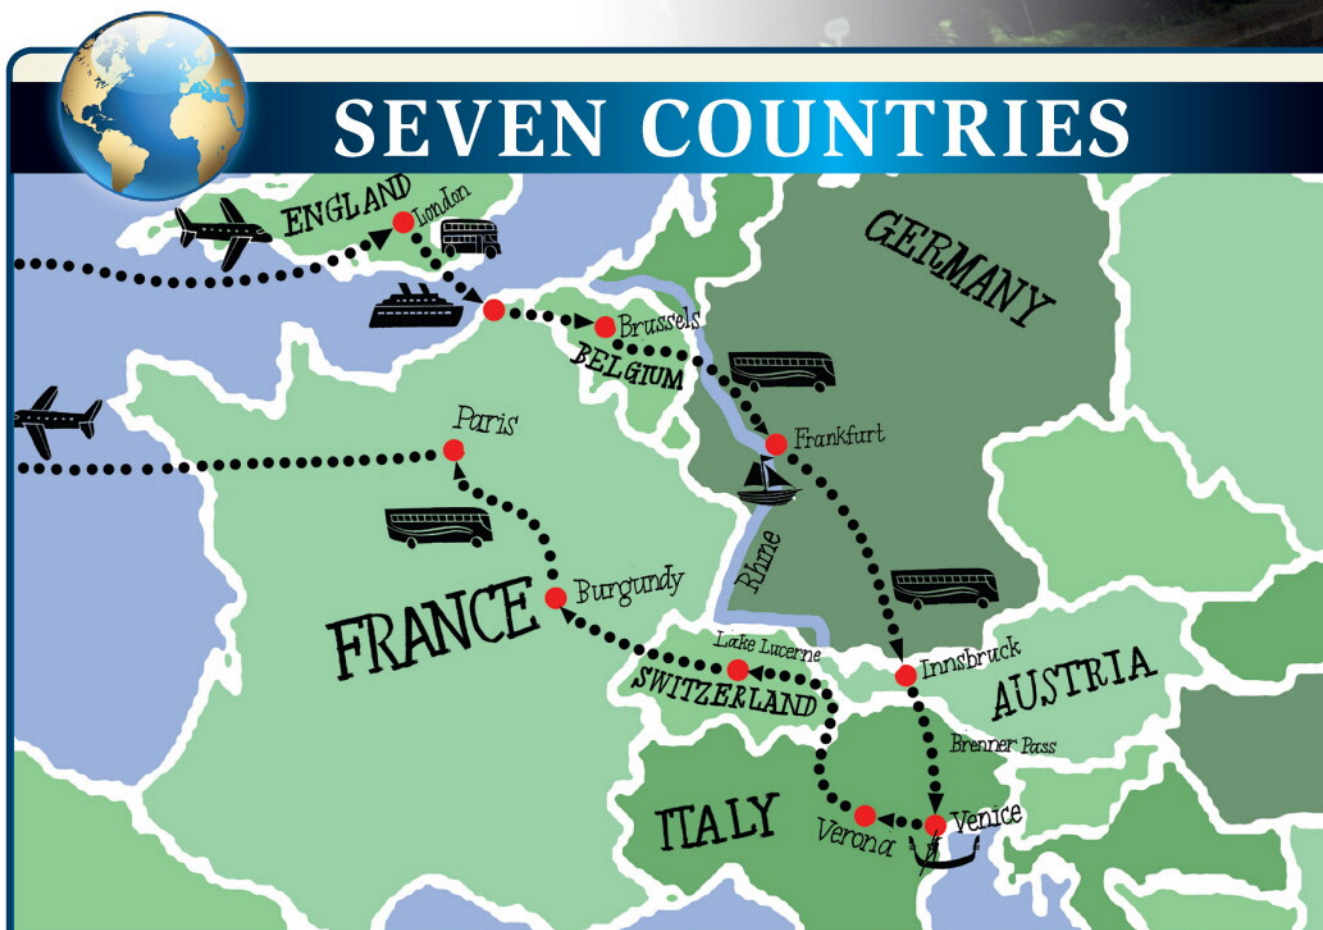 SEVEN COUNTRIES
ENGLAND
London
GERMANY
Brussels
BELGIUM
Paris
Frankfurt
Rhine
Burgundy
FRANCE
Lake Lucerne
SWITZERLAND
Innsbruck
AUSTRIA
Brenner Pass
ITALY
Verona
Venice